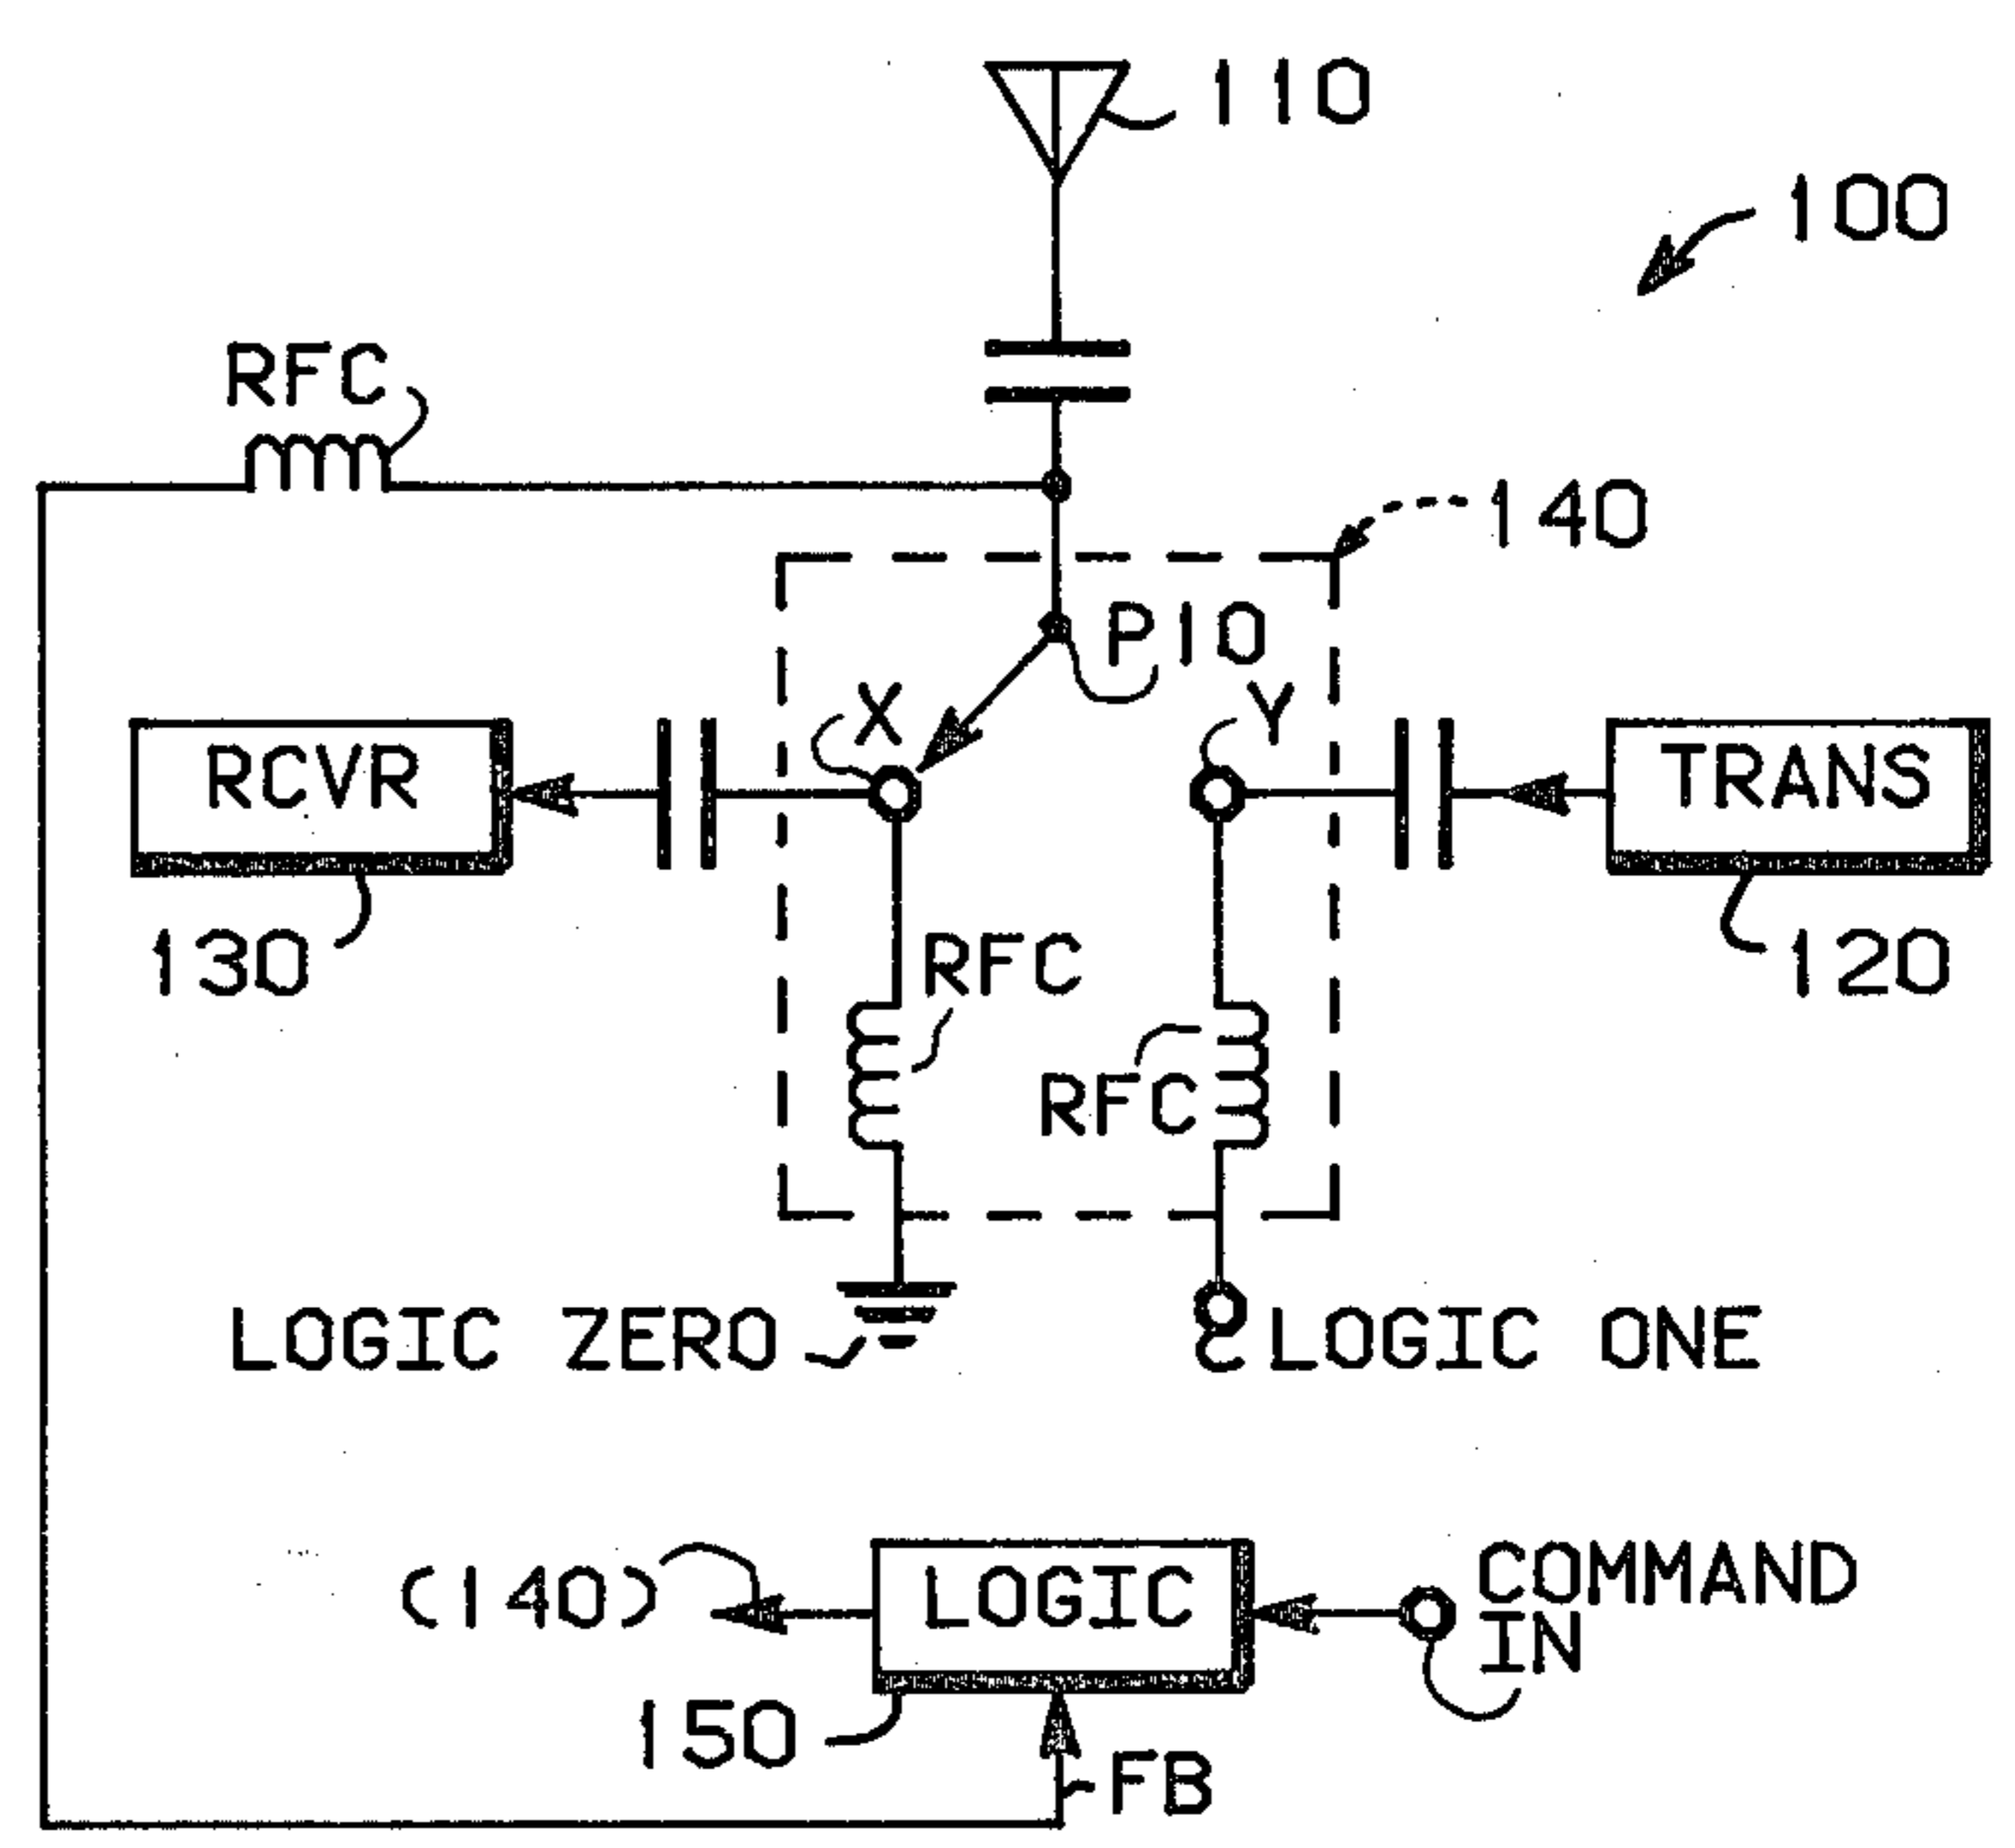 110
100
RFC
140
P10
X
Y
RCVR
TRANS
130
RFC
120
RFC
LOGIC ZERO
LOGIC ONE
(140)
LOGIC
COMMAND
IN
150
FB